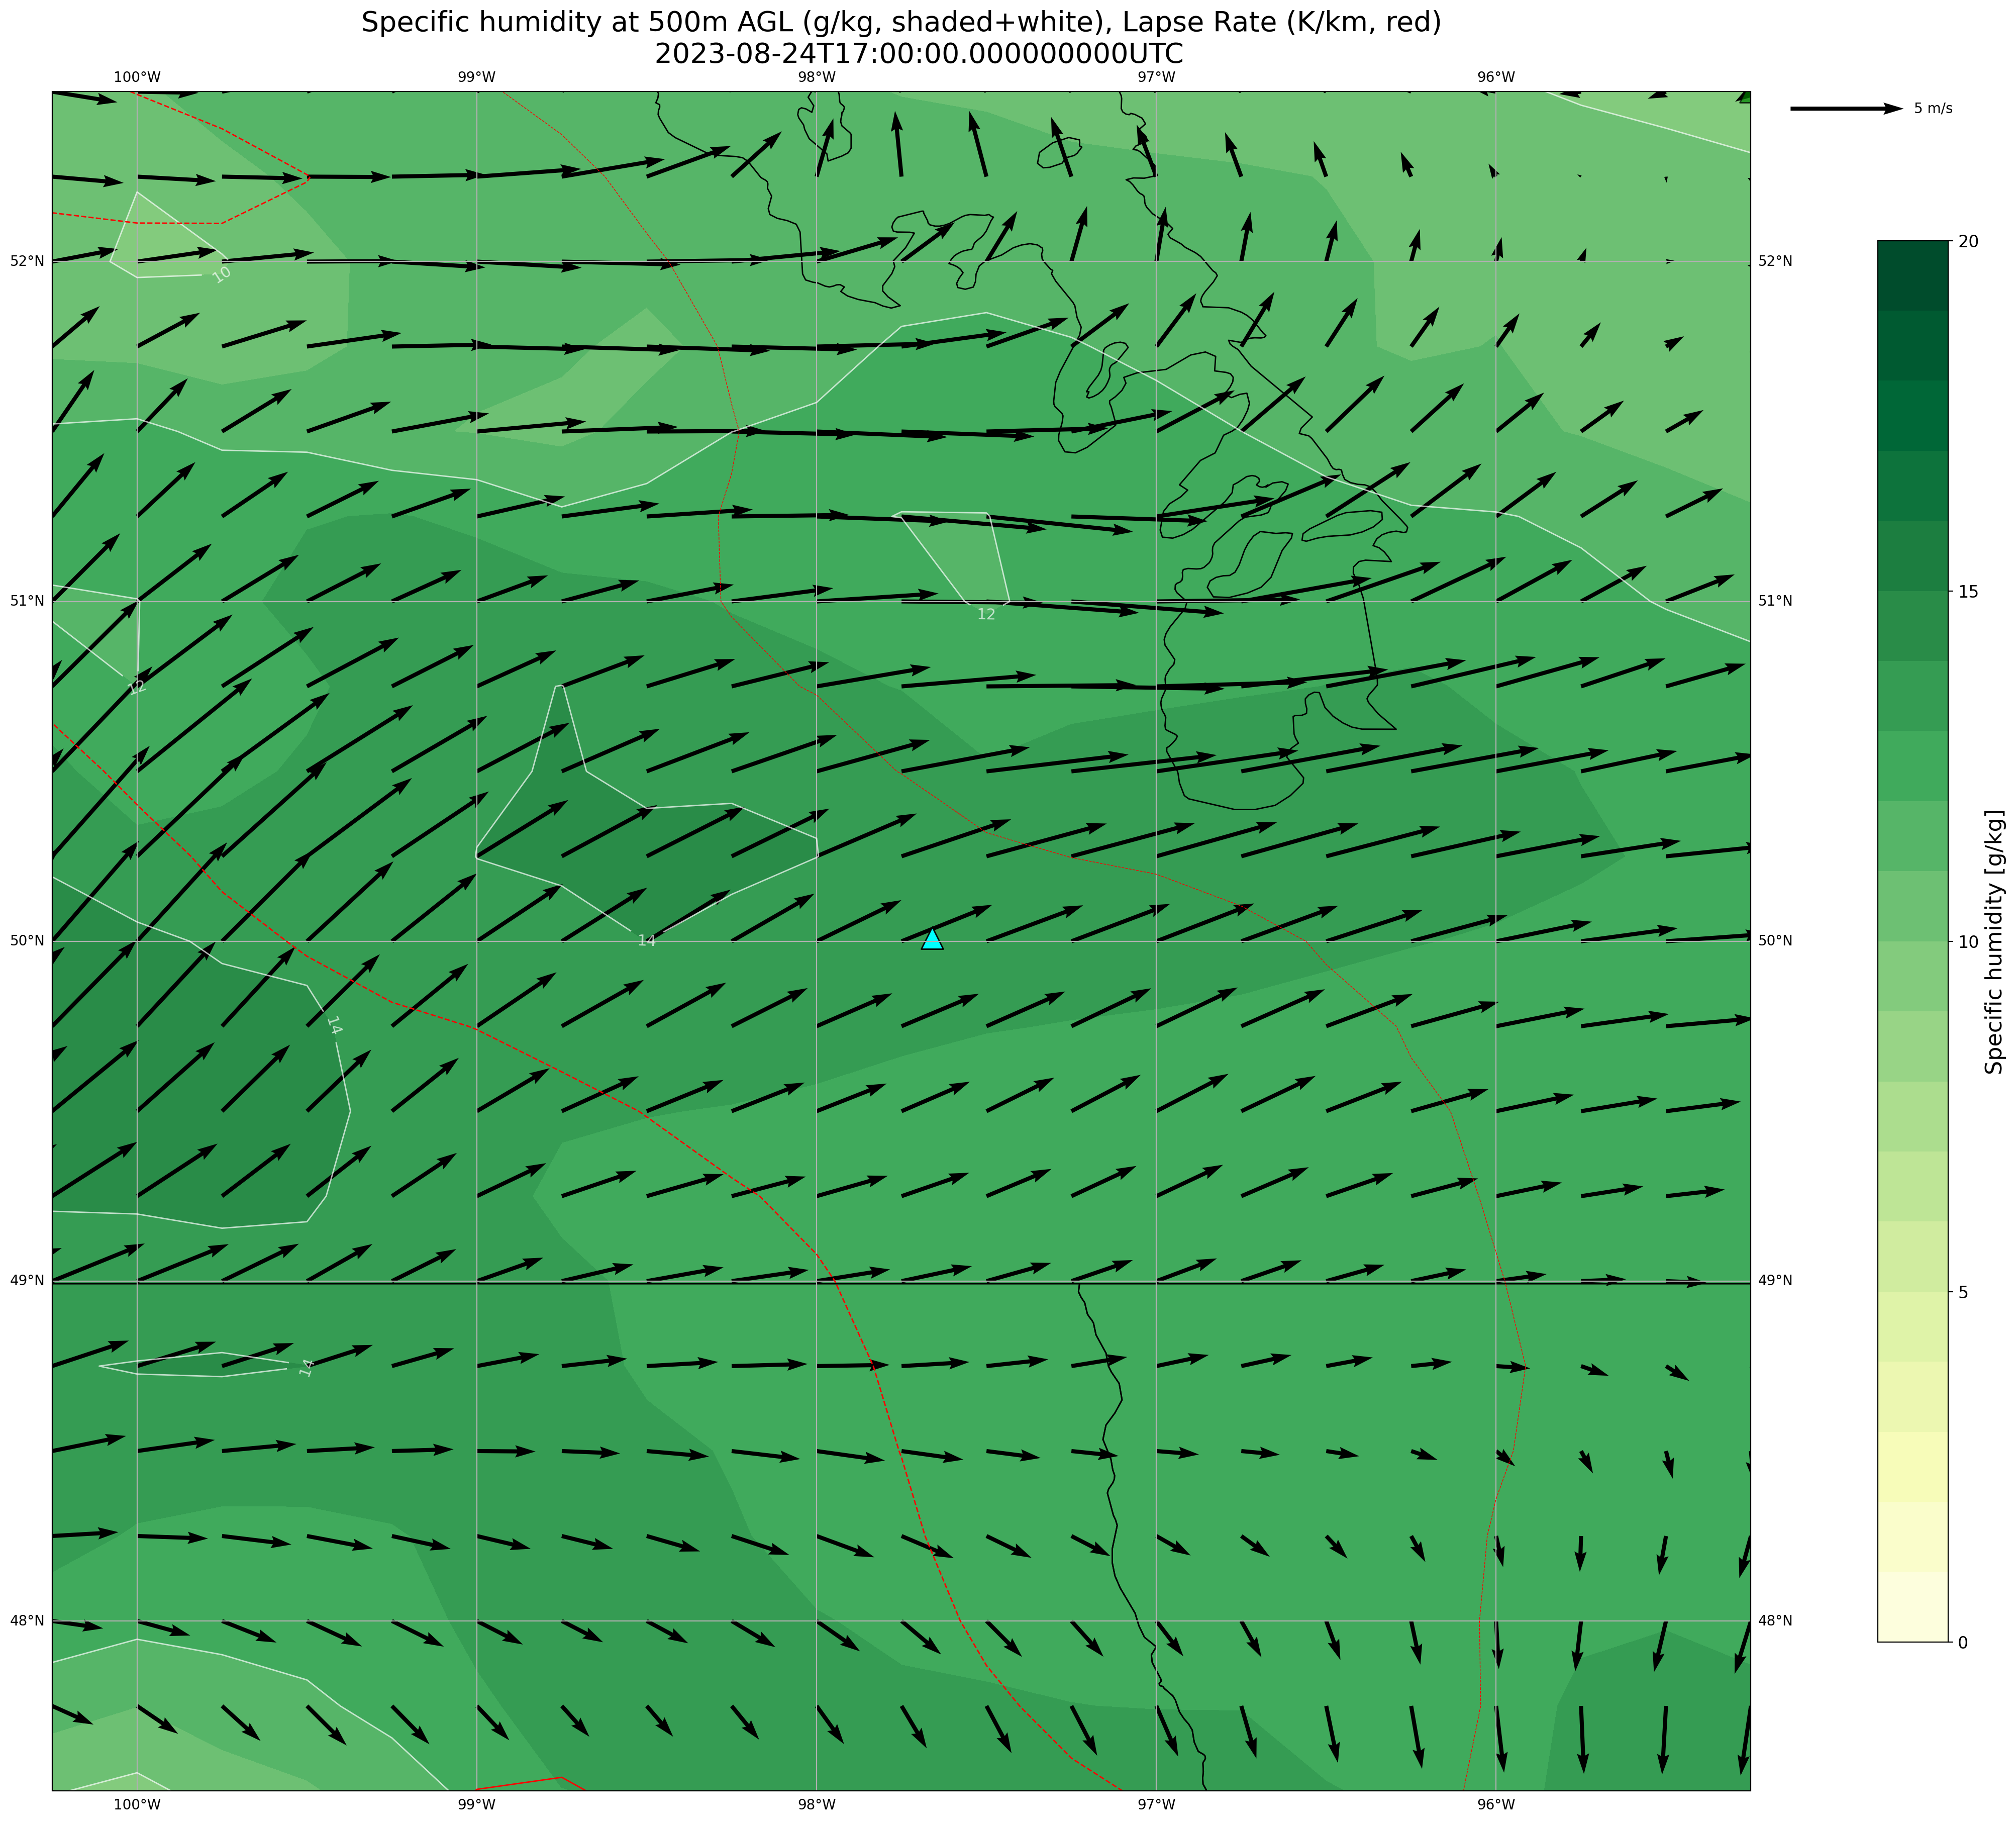 Specific humidity at 500m AGL (g/kg, shaded+white), Lapse Rate (K/km, red)
2023-08-24T17:00:00.000000000UTC
100°W 99°W 98°W 97°W 96°W
5 m/s
52°N 52°N
10
51°N 51°N
12
12
50°N 50°N
14
14
49°N 49°N
14
48°N 48°N
100°W 99°W 98°W 97°W 96°W
20
15
10
5
0
Specific humidity [g/kg]